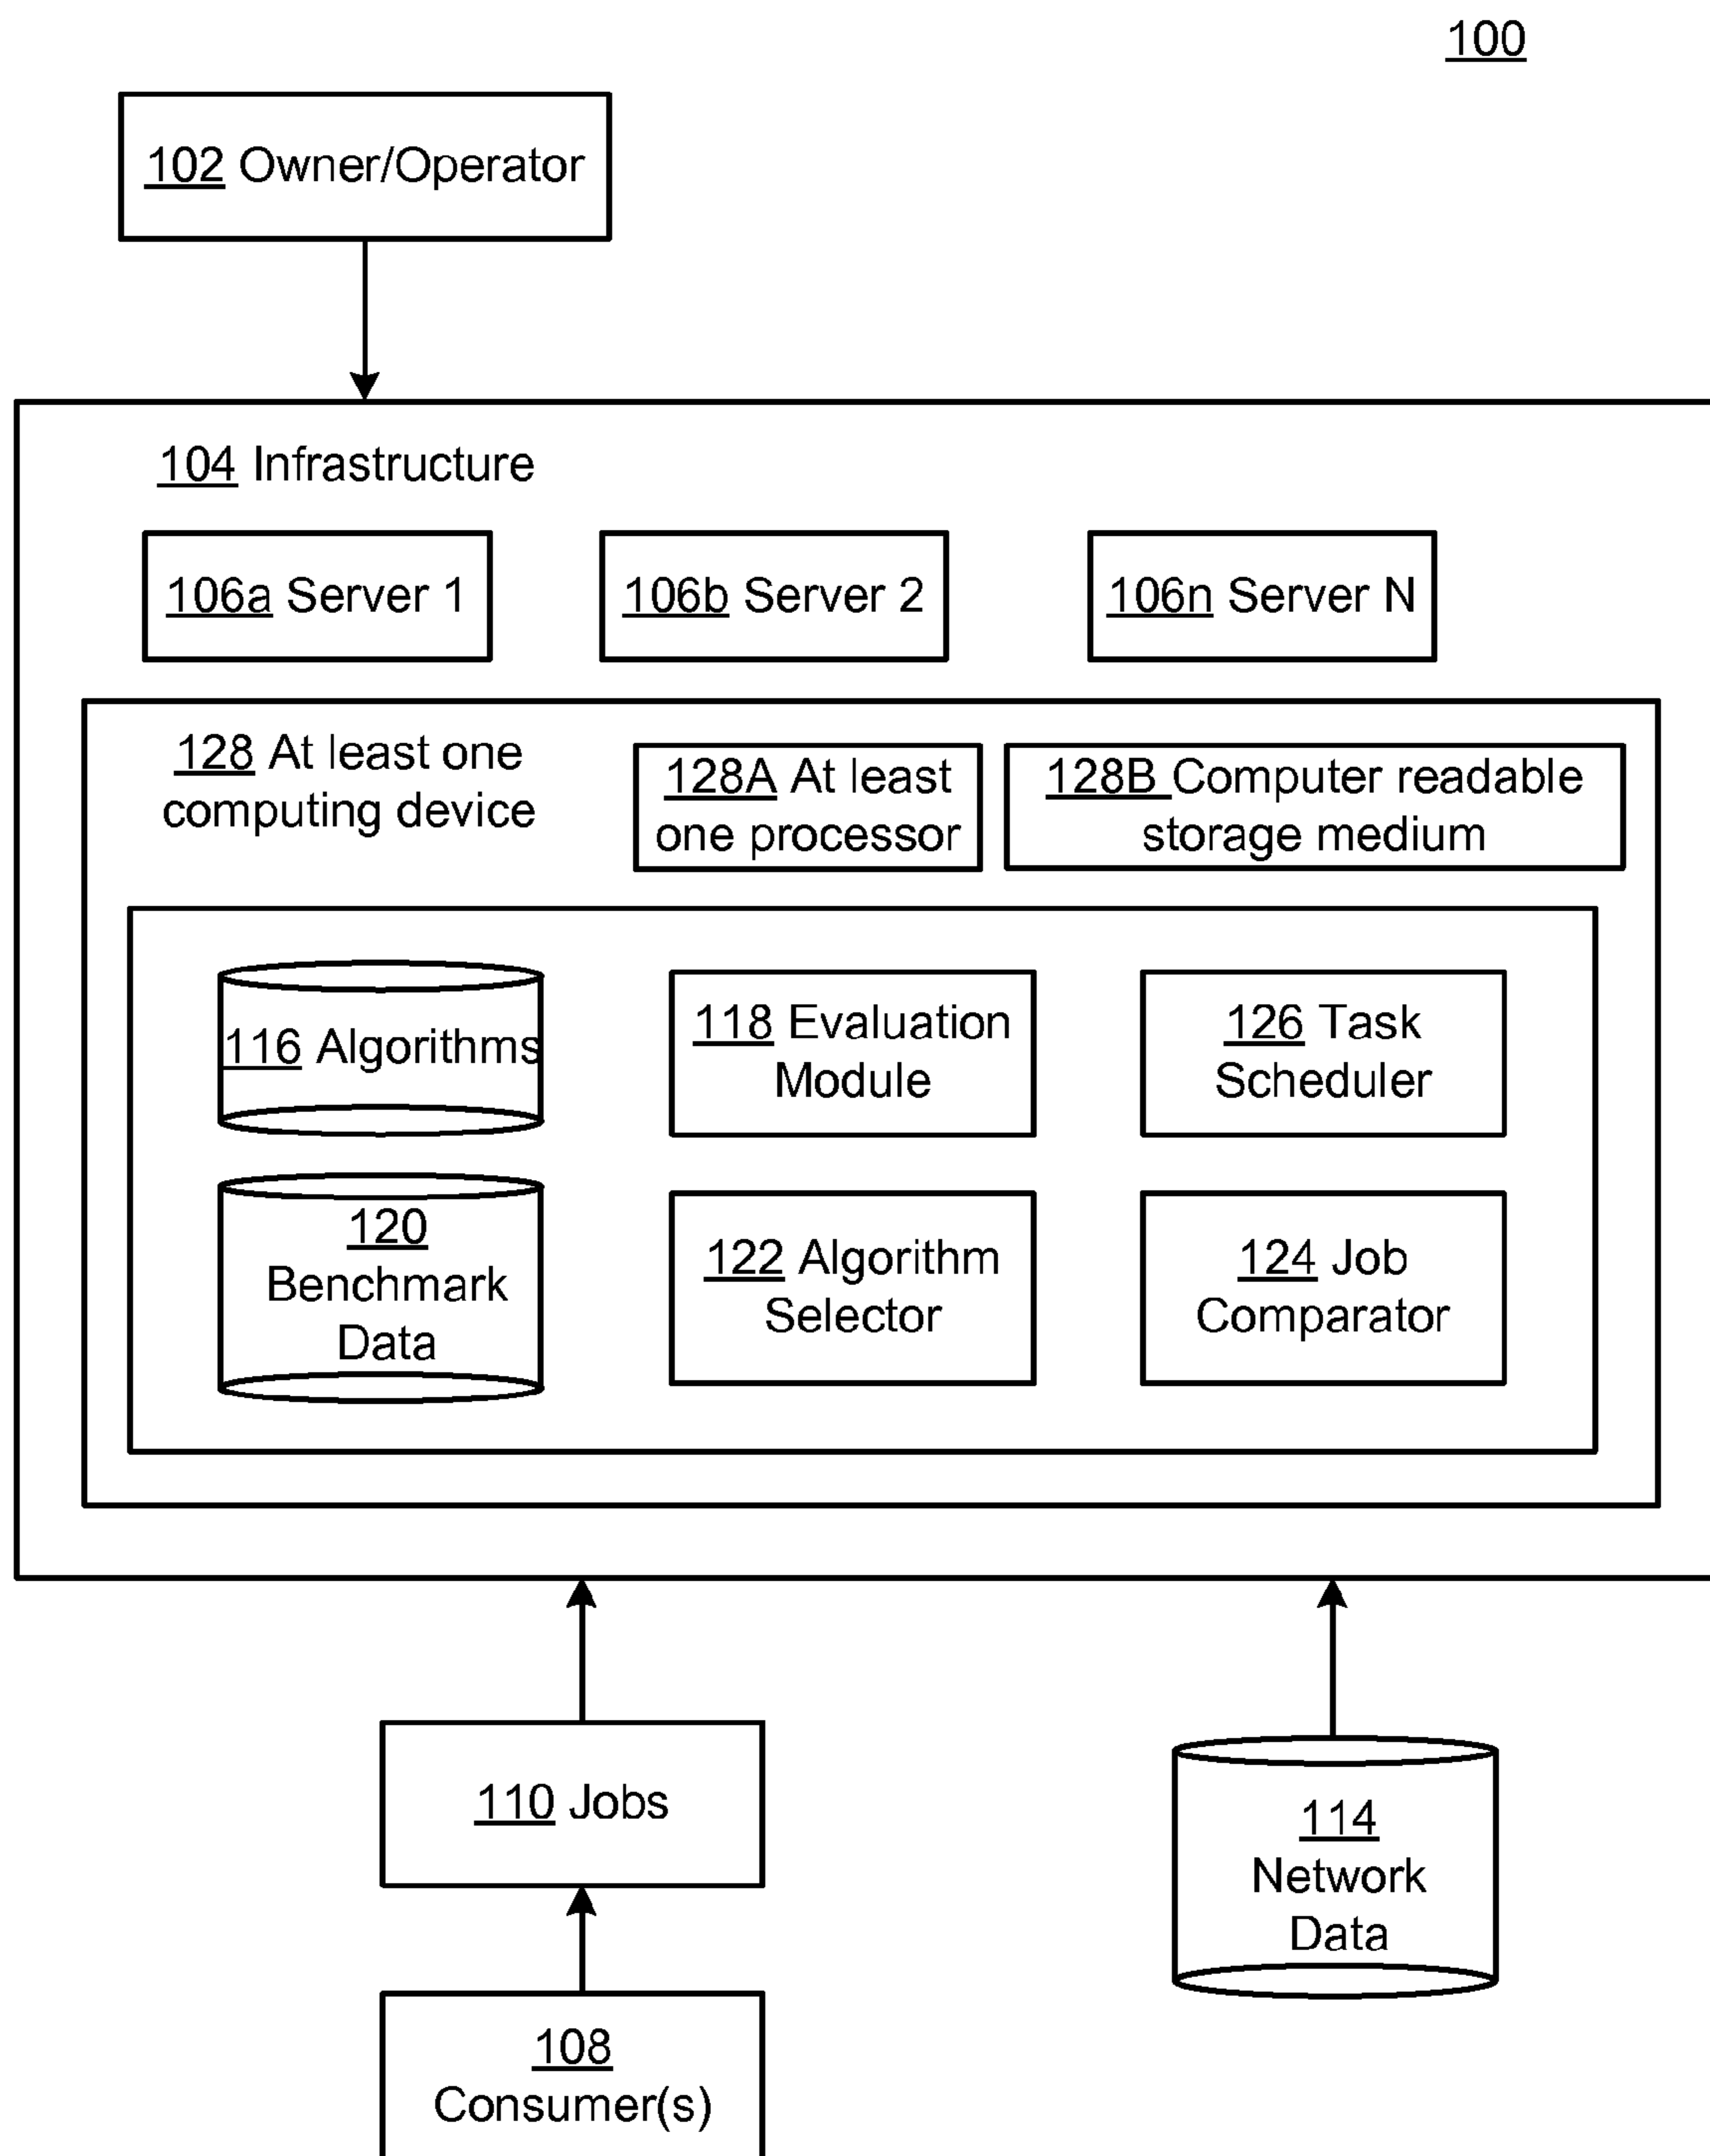 100
102 Owner/Operator
104 Infrastructure
106a Server 1
106b Server 2
106n Server N
128 At least one
computing device
128A At least
one processor
128B Computer readable
storage medium
116 Algorithms
118 Evaluation
Module
126 Task
Scheduler
120
Benchmark
Data
122 Algorithm
Selector
124 Job
Comparator
110 Jobs
114
Network
Data
108
Consumer(s)